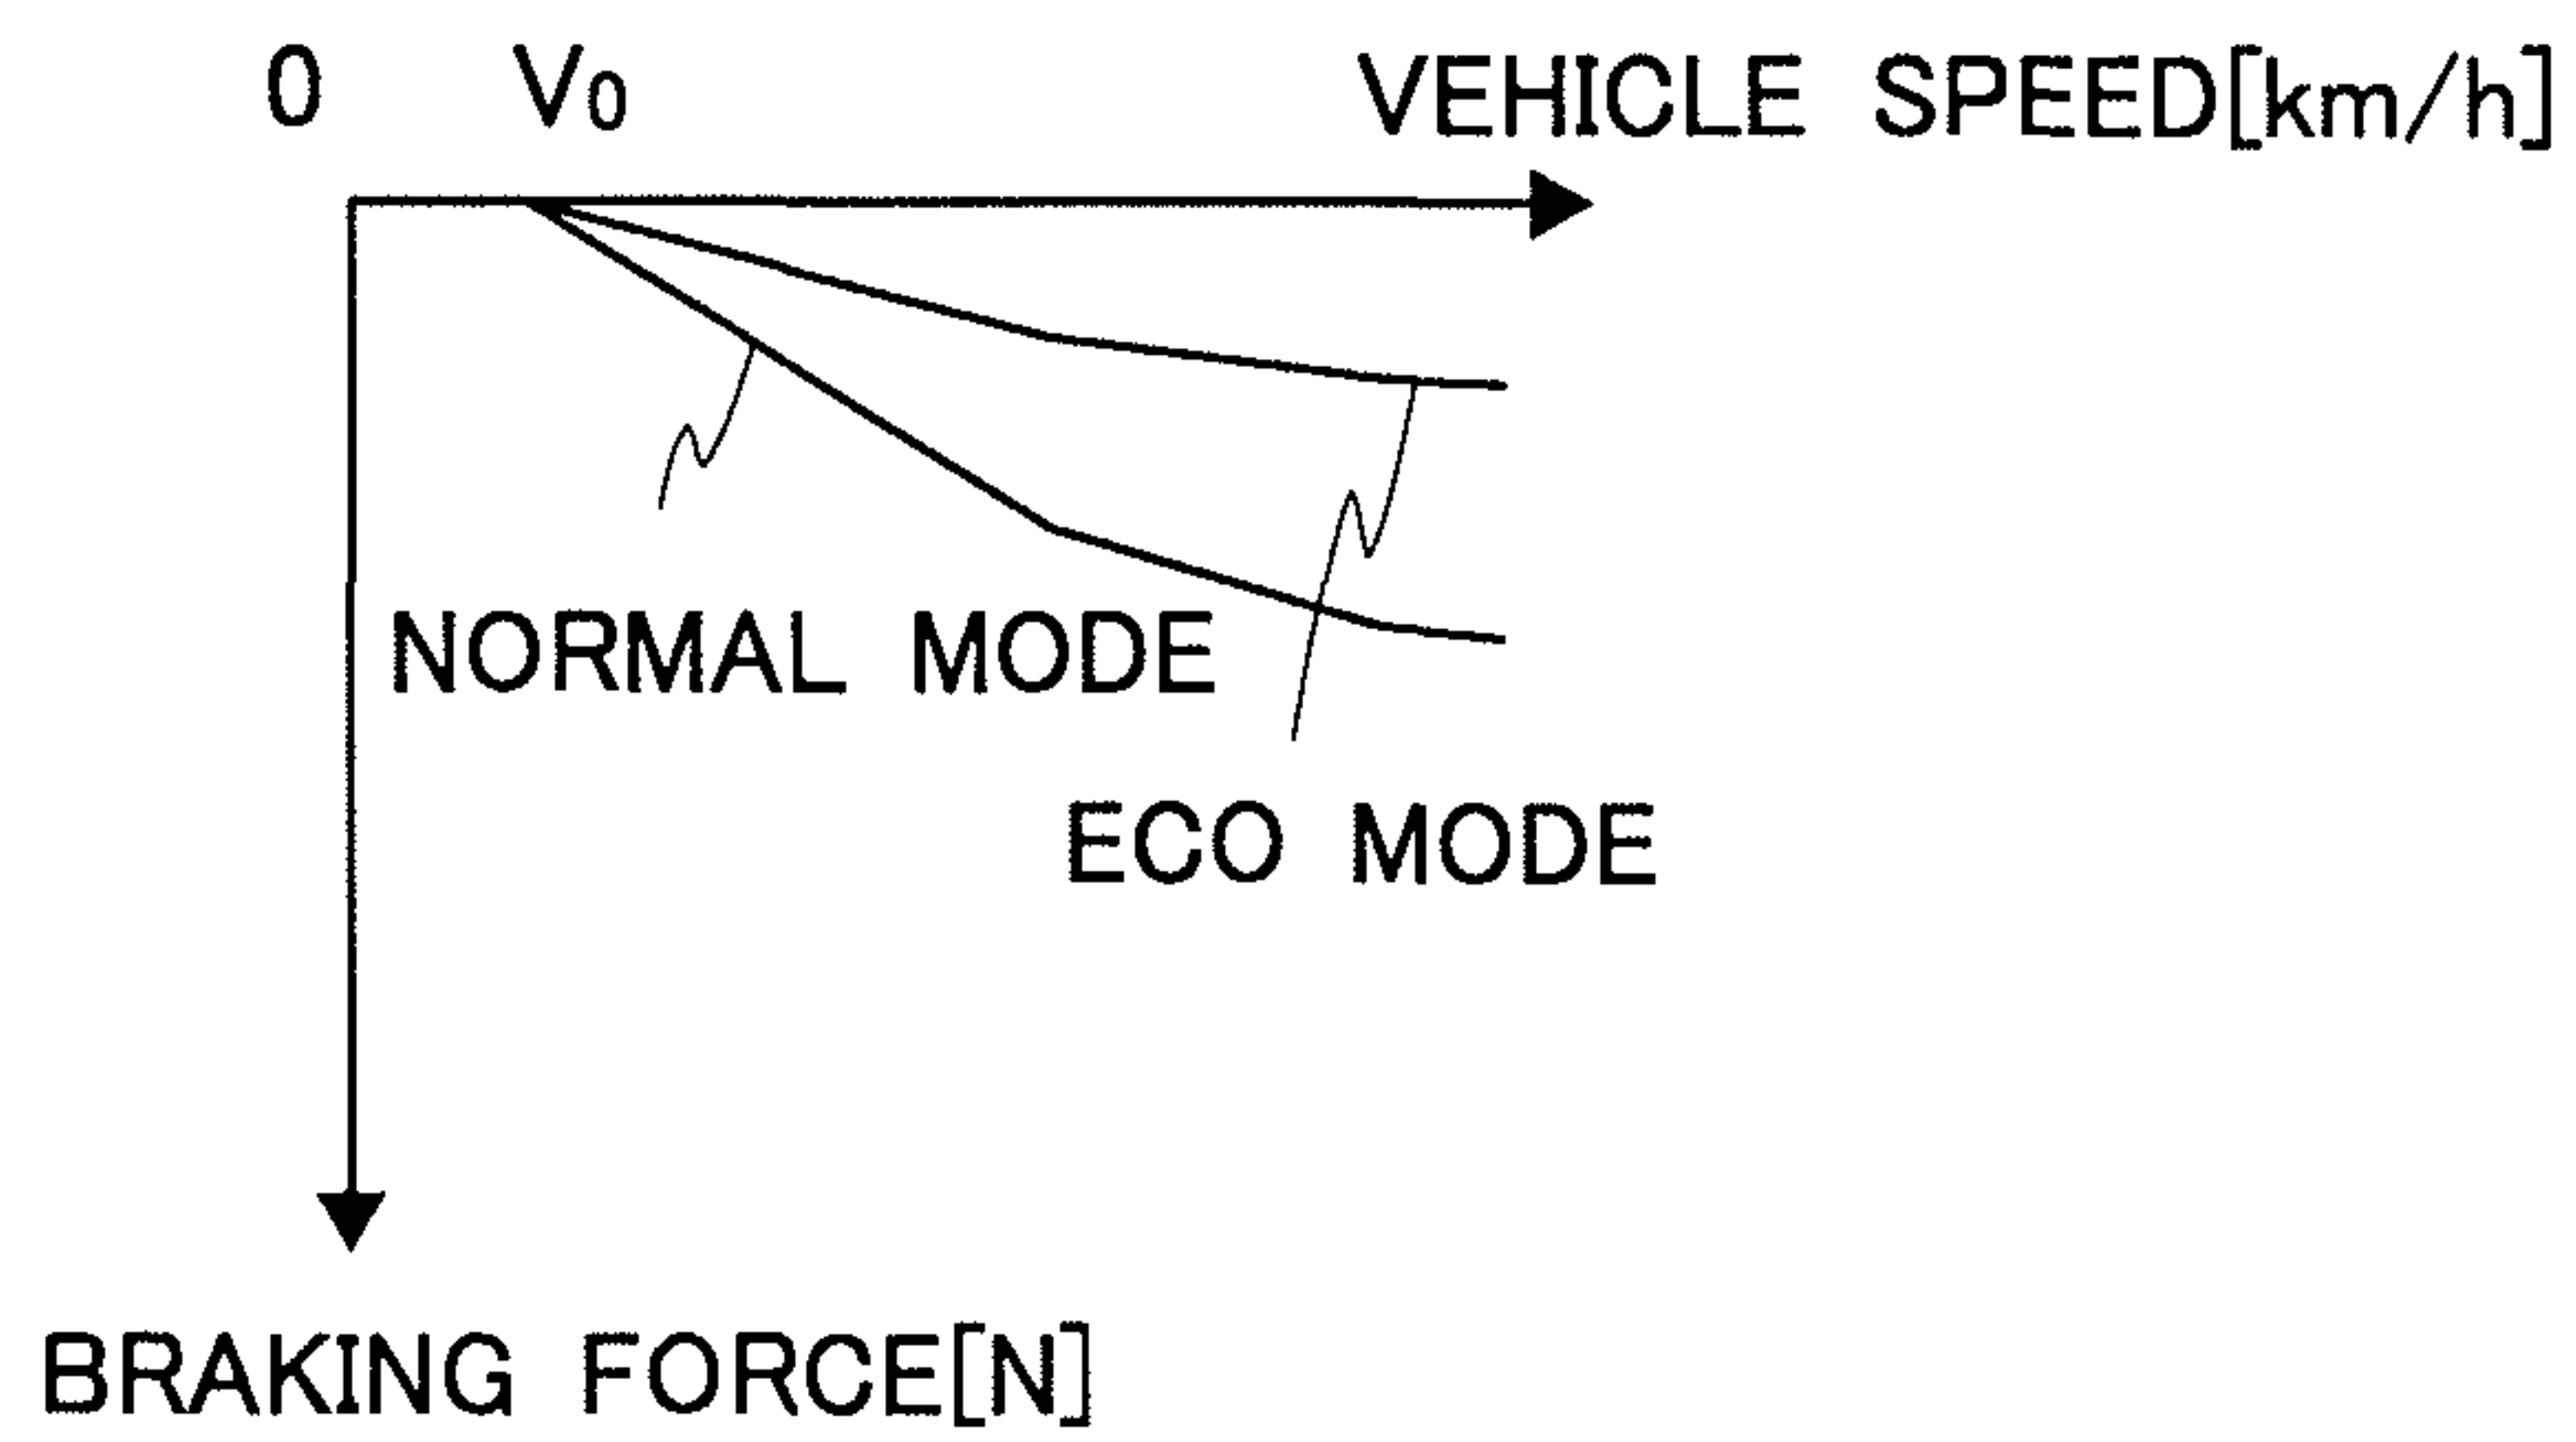 0 V0 VEHICLE SPEED[km/h]
NORMAL MODE
ECO MODE
BRAKING FORCE[N]